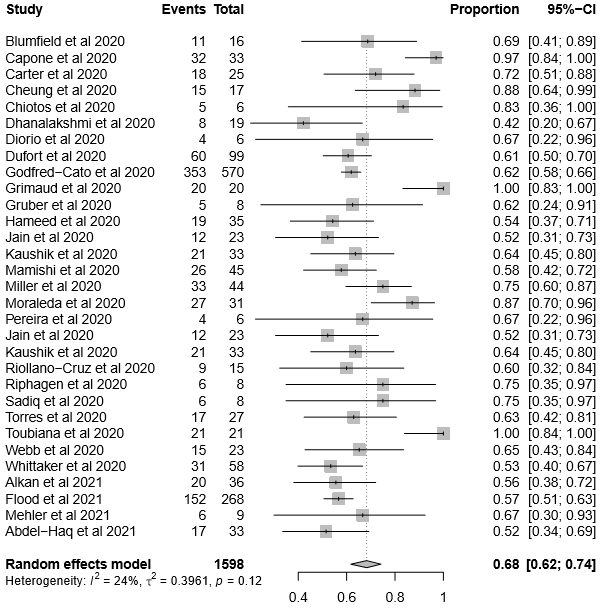 Study Events Total Proportion 95%−CI
Blumfield et al 2020 11 16 0.69 [0.41; 0.89]
Capone et al 2020 32 33 0.97 [0.84; 1.00]
Carter et al 2020 18 25 0.72 [0.51; 0.88]
Cheung et al 2020 15 17 0.88 [0.64; 0.99]
Chiotos et al 2020 5 6 0.83 [0.36; 1.00]
Dhanalakshmi et al 2020 8 19 0.42 [0.20; 0.67]
Diorio et al 2020 4 6 0.67 [0.22; 0.96]
Dufort et al 2020 60 99 0.61 [0.50; 0.70]
Godfred−Cato et al 2020 353 570 0.62 [0.58; 0.66]
Grimaud et al 2020 20 20 1.00 [0.83; 1.00]
Gruber et al 2020 5 8 0.62 [0.24; 0.91]
Hameed et al 2020 19 35 0.54 [0.37; 0.71]
Jain et al 2020 12 23 0.52 [0.31; 0.73]
Kaushik et al 2020 21 33 0.64 [0.45; 0.80]
Mamishi et al 2020 26 45 0.58 [0.42; 0.72]
Miller et al 2020 33 44 0.75 [0.60; 0.87]
Moraleda et al 2020 27 31 0.87 [0.70; 0.96]
Pereira et al 2020 4 6 0.67 [0.22; 0.96]
Jain et al 2020 12 23 0.52 [0.31; 0.73]
Kaushik et al 2020 21 33 0.64 [0.45; 0.80]
Riollano−Cruz et al 2020 9 15 0.60 [0.32; 0.84]
Riphagen et al 2020 6 8 0.75 [0.35; 0.97]
Sadiq et al 2020 6 8 0.75 [0.35; 0.97]
Torres et al 2020 17 27 0.63 [0.42; 0.81]
Toubiana et al 2020 21 21 1.00 [0.84; 1.00]
Webb et al 2020 15 23 0.65 [0.43; 0.84]
Whittaker et al 2020 31 58 0.53 [0.40; 0.67]
Alkan et al 2021 20 36 0.56 [0.38; 0.72]
Flood et al 2021 152 268 0.57 [0.51; 0.63]
Mehler et al 2021 6 9 0.67 [0.30; 0.93]
Abdel−Haq et al 2021 17 33 0.52 [0.34; 0.69]
Random effects model 1598 0.68 [0.62; 0.74]
Heterogeneity: I² = 24%, τ² = 0.3961, p = 0.12
0.4 0.6 0.8 1